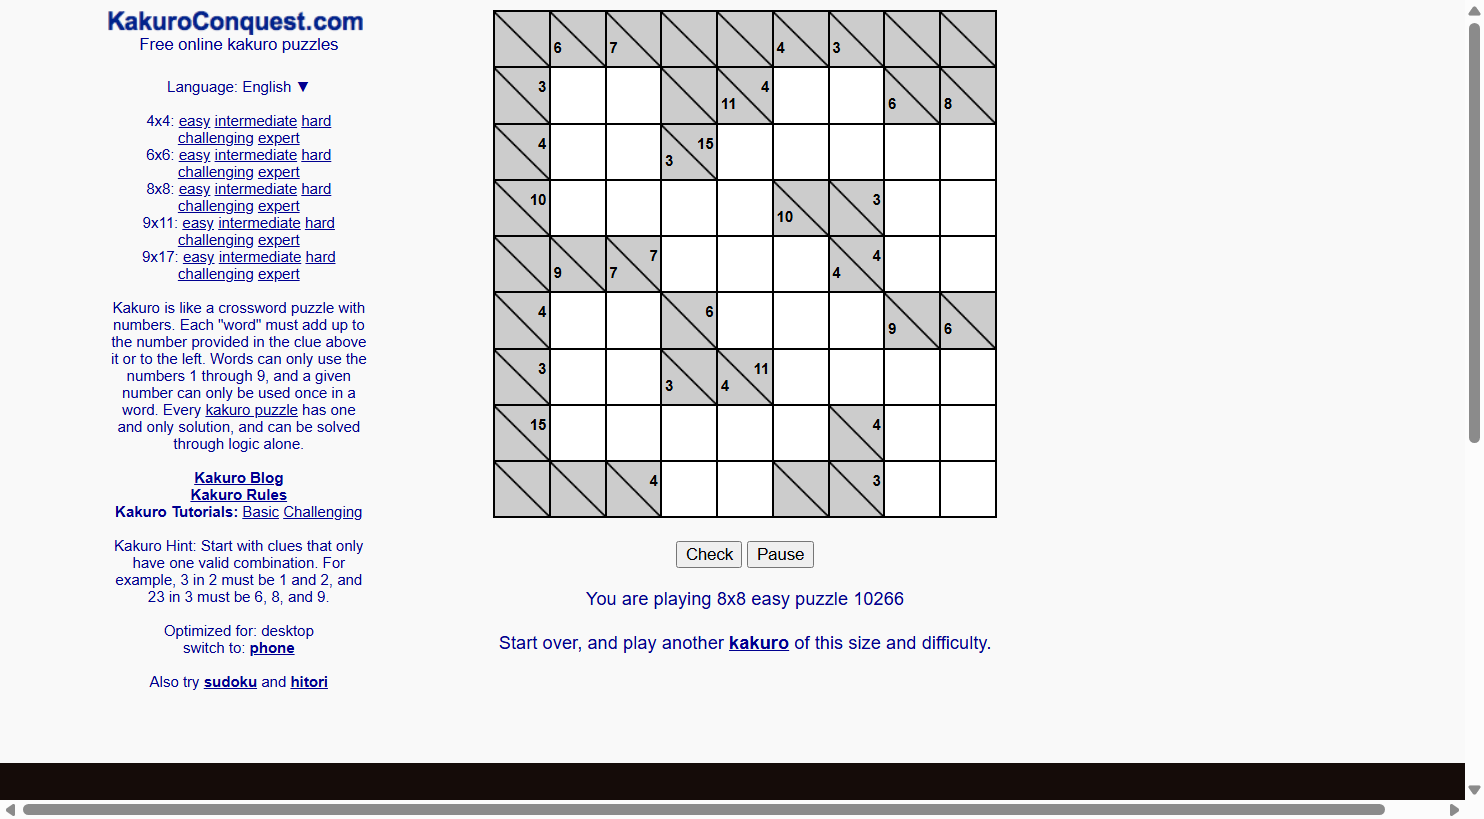 KakuroConquest.com
Free online kakuro puzzles
Language: English ▼
4x4: easy intermediate hard
challenging expert
6x6: easy intermediate hard
challenging expert
8x8: easy intermediate hard
challenging expert
9x11: easy intermediate hard
challenging expert
9x17: easy intermediate hard
challenging expert
Kakuro is like a crossword puzzle with
numbers. Each "word" must add up to
the number provided in the clue above
it or to the left. Words can only use the
numbers 1 through 9, and a given
number can only be used once in a
word. Every kakuro puzzle has one
and only solution, and can be solved
through logic alone.
Kakuro Blog
Kakuro Rules
Kakuro Tutorials: Basic Challenging
Kakuro Hint: Start with clues that only
have one valid combination. For
example, 3 in 2 must be 1 and 2, and
23 in 3 must be 6, 8, and 9.
Optimized for: desktop
switch to: phone
Also try sudoku and hitori
6 7 4 3
3 11 4 6 8
4 3 15
10 10 3
9 7 7 4 4
4 6 9 6
3 3 4 11
15 4
4 3
Check Pause
You are playing 8x8 easy puzzle 10266
Start over, and play another kakuro of this size and difficulty.